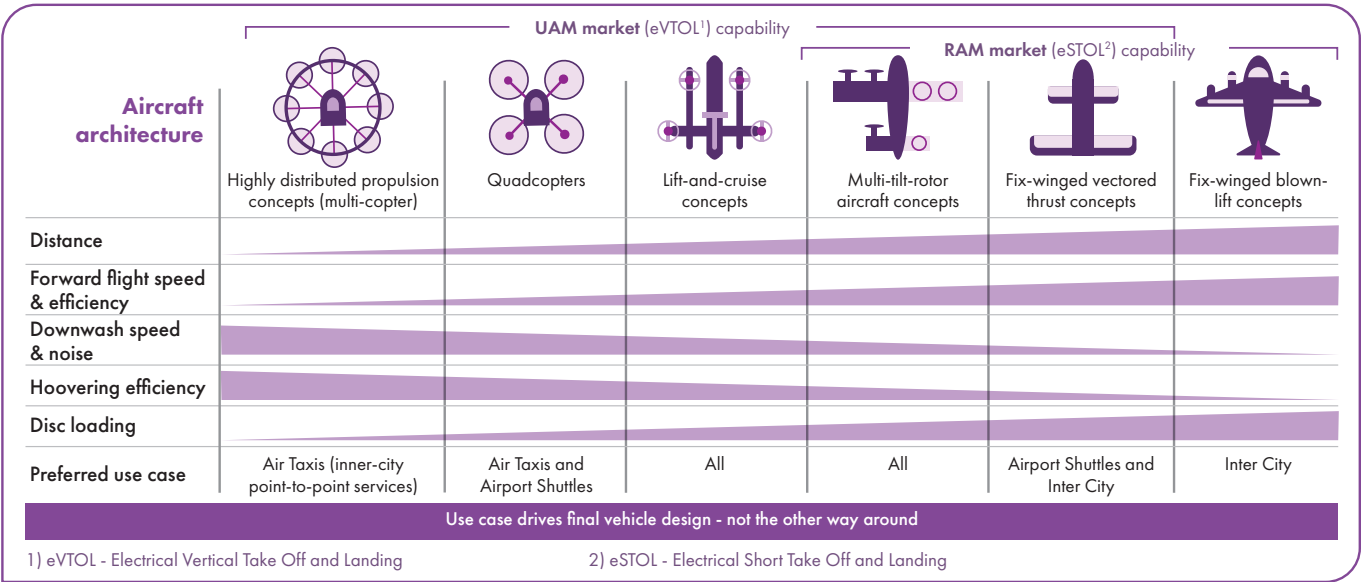 UAM market (eVTOL¹) capability
RAM market (eSTOL²) capability
Aircraft
architecture
Highly distributed propulsion
concepts (multi-copter)
Quadcopters
Lift-and-cruise
concepts
Multi-tilt-rotor
aircraft concepts
Fix-winged vectored
thrust concepts
Fix-winged blown-
lift concepts
Distance
Forward flight speed
& efficiency
Downwash speed
& noise
Hoovering efficiency
Disc loading
Preferred use case
Air Taxis (inner-city
point-to-point services)
Air Taxis and
Airport Shuttles
All
All
Airport Shuttles and
Inter City
Inter City
Use case drives final vehicle design - not the other way around
1) eVTOL - Electrical Vertical Take Off and Landing
2) eSTOL - Electrical Short Take Off and Landing